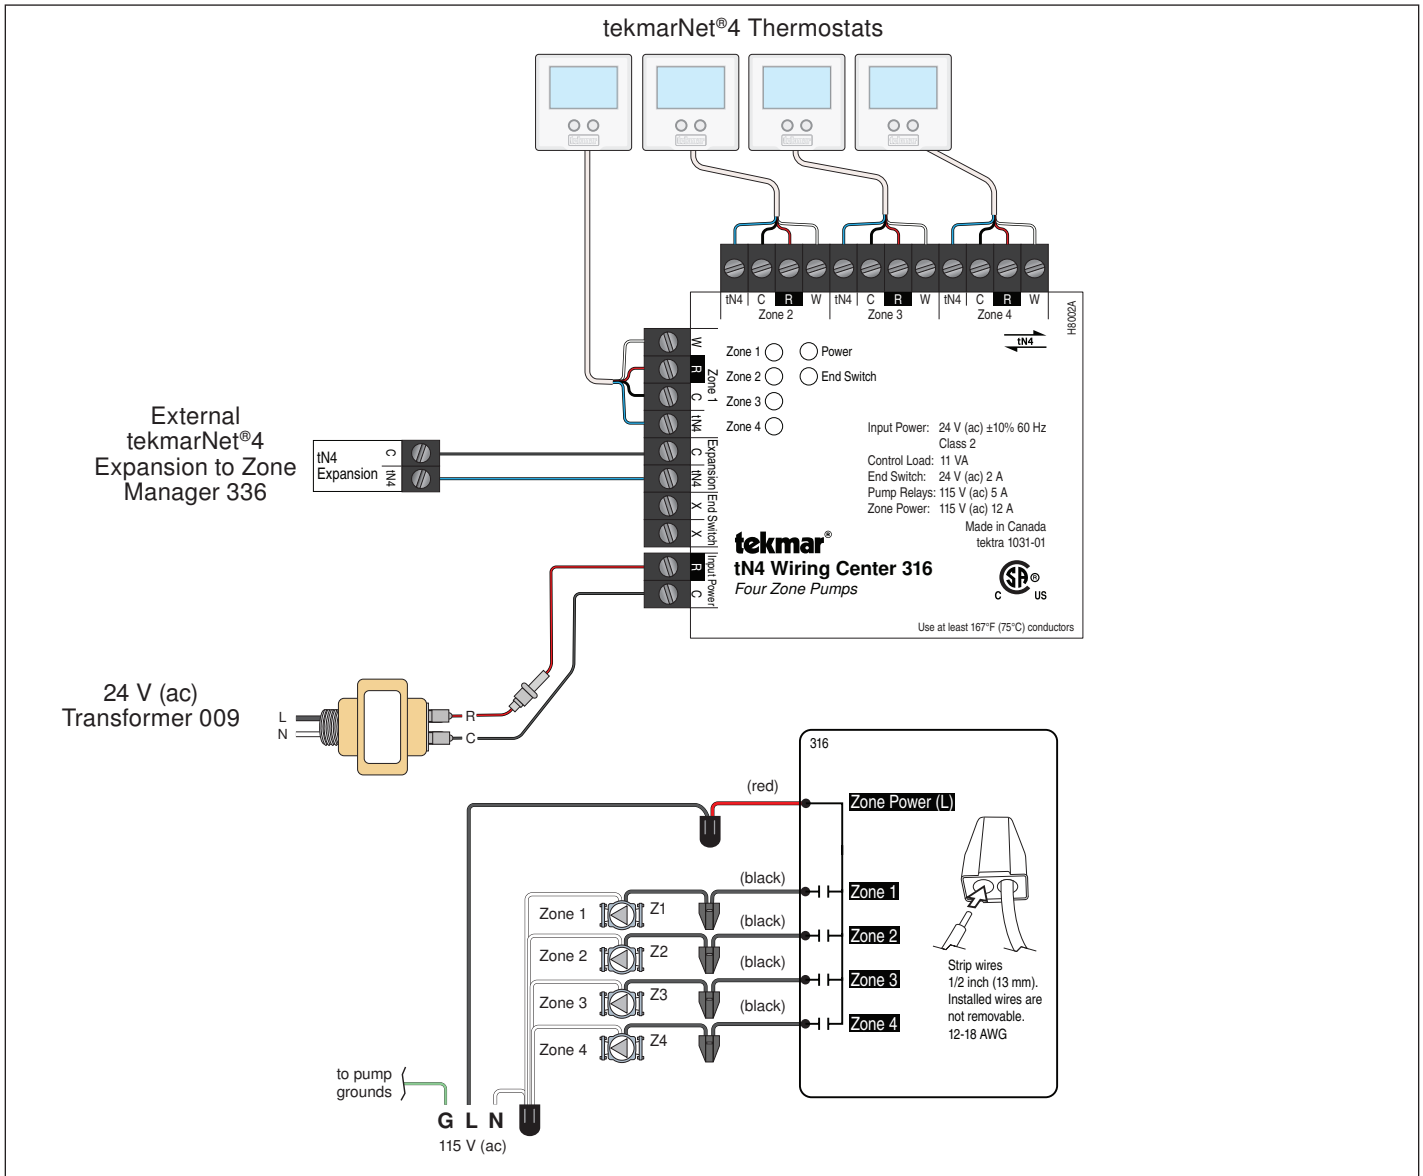 tekmarNet®4 Thermostats
tekmar tekmar tekmar tekmar
tN4 C R W tN4 C R W tN4 C R W
Zone 2 Zone 3 Zone 4
H8002A
tN4
W
R
C
tN4
Zone 1
C
tN4
Expansion
X
X
End Switch
R
C
Input Power
Zone 1 Power
Zone 2 End Switch
Zone 3
Zone 4
Input Power: 24 V (ac) ±10% 60 Hz
Class 2
Control Load: 11 VA
End Switch: 24 V (ac) 2 A
Pump Relays: 115 V (ac) 5 A
Zone Power: 115 V (ac) 12 A
Made in Canada
tektra 1031-01
tekmar®
tN4 Wiring Center 316
Four Zone Pumps
SA ®
C US
Use at least 167°F (75°C) conductors
External
tekmarNet®4
Expansion to Zone
Manager 336
tN4
Expansion
C
tN4
24 V (ac)
Transformer 009
L
N
R
C
316
(red)
Zone Power (L)
(black)
Zone 1
(black)
Zone 2
(black)
Zone 3
(black)
Zone 4
Zone 1 Z1
Zone 2 Z2
Zone 3 Z3
Zone 4 Z4
Strip wires
1/2 inch (13 mm).
Installed wires are
not removable.
12-18 AWG
to pump
grounds
G L N
115 V (ac)